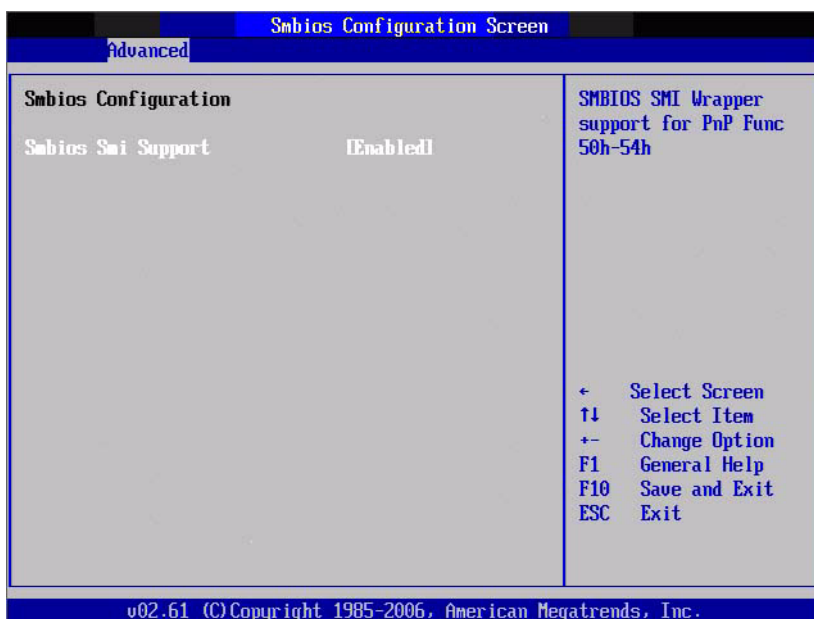 Smbios Configuration Screen
Advanced
Smbios Configuration
Smbios Smi Support [Enabled]
SMBIOS SMI Wrapper
support for PnP Func
50h-54h
← Select Screen
↑↓ Select Item
+- Change Option
F1 General Help
F10 Save and Exit
ESC Exit
v02.61 (C)Copyright 1985-2006, American Megatrends, Inc.